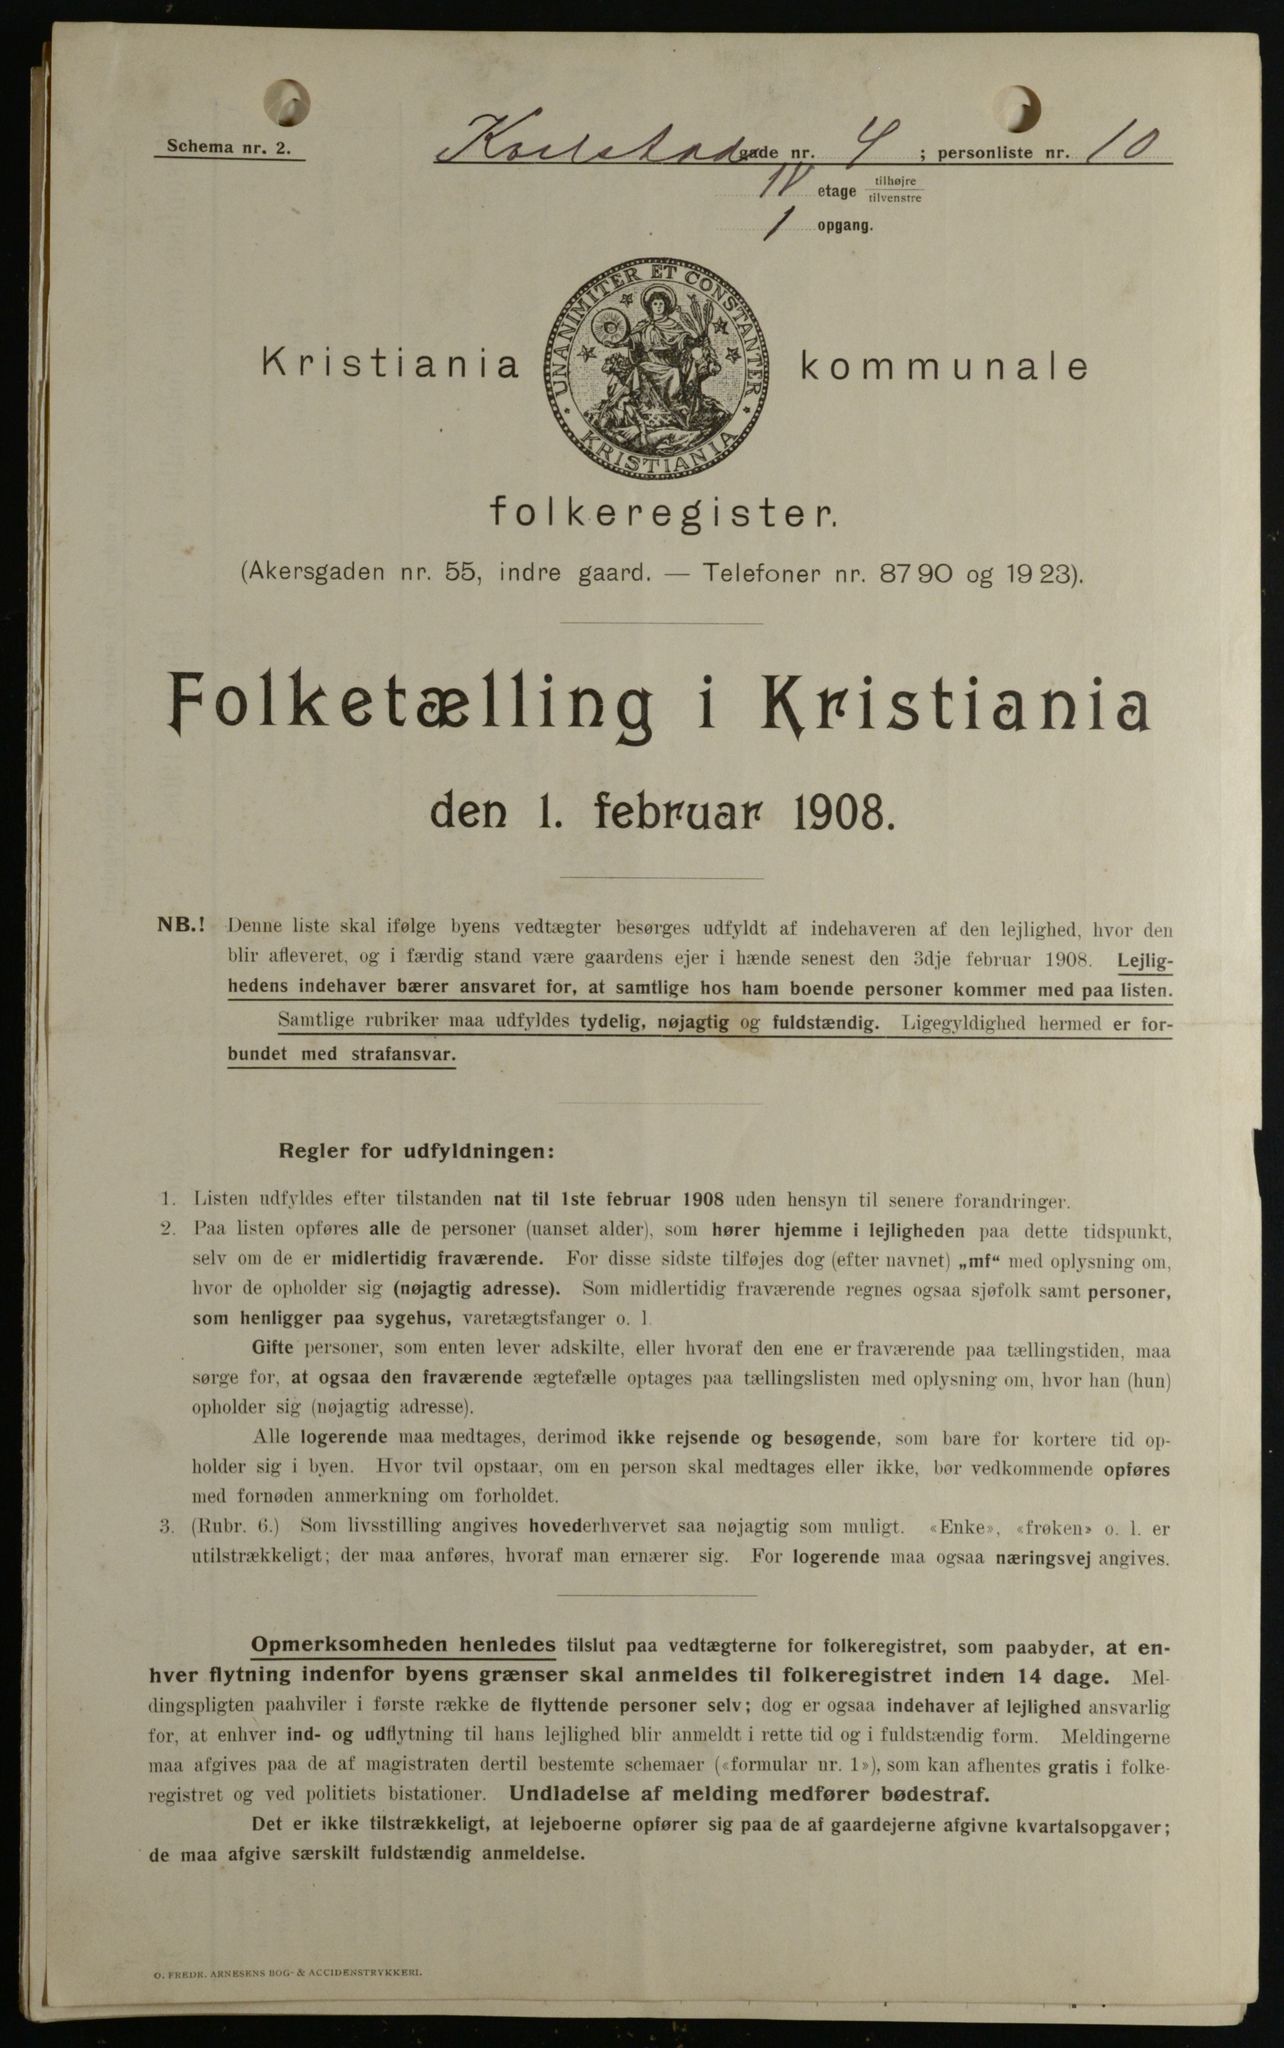 Schema nr. 2.
Karlstad gade nr. 4 ; personliste nr. 10
IV etage tilhøjre
tilvenstre
1 opgang.
UNANIMITER ET CONSTANTER
KRISTIANIA
Kristiania kommunale
folkeregister.
(Akersgaden nr. 55, indre gaard. — Telefoner nr. 8790 og 1923).
Folketælling i Kristiania
den 1. februar 1908.
NB.! Denne liste skal ifølge byens vedtægter besørges udfyldt af indehaveren af den lejlighed, hvor den
blir afleveret, og i færdig stand være gaardens ejer i hænde senest den 3dje februar 1908. Lejlig-
hedens indehaver bærer ansvaret for, at samtlige hos ham boende personer kommer med paa listen.
Samtlige rubriker maa udfyldes tydelig, nøjagtig og fuldstændig. Ligegyldighed hermed er for-
bundet med strafansvar.
Regler for udfyldningen:
1. Listen udfyldes efter tilstanden nat til 1ste februar 1908 uden hensyn til senere forandringer.
2. Paa listen opføres alle de personer (uanset alder), som hører hjemme i lejligheden paa dette tidspunkt,
selv om de er midlertidig fraværende. For disse sidste tilføjes dog (efter navnet) „mf“ med oplysning om,
hvor de opholder sig (nøjagtig adresse). Som midlertidig fraværende regnes ogsaa sjøfolk samt personer,
som henligger paa sygehus, varetægtsfanger o. l.
Gifte personer, som enten lever adskilte, eller hvoraf den ene er fraværende paa tællingstiden, maa
sørge for, at ogsaa den fraværende ægtefælle optages paa tællingslisten med oplysning om, hvor han (hun)
opholder sig (nøjagtig adresse).
Alle logerende maa medtages, derimod ikke rejsende og besøgende, som bare for kortere tid op-
holder sig i byen. Hvor tvil opstaar, om en person skal medtages eller ikke, bør vedkommende opføres
med fornøden anmerkning om forholdet.
3. (Rubr. 6.) Som livsstilling angives hovederhvervet saa nøjagtig som muligt. «Enke», «frøken» o. l. er
utilstrækkeligt; der maa anføres, hvoraf man ernærer sig. For logerende maa ogsaa næringsvej angives.
Opmerksomheden henledes tilslut paa vedtægterne for folkeregistret, som paabyder, at en-
hver flytning indenfor byens grænser skal anmeldes til folkeregistret inden 14 dage. Mel-
dingspligten paahviler i første række de flyttende personer selv; dog er ogsaa indehaver af lejlighed ansvarlig
for, at enhver ind- og udflytning til hans lejlighed blir anmeldt i rette tid og i fuldstændig form. Meldingerne
maa afgives paa de af magistraten dertil bestemte schemaer («formular nr. 1»), som kan afhentes gratis i folke-
registret og ved politiets bistationer. Undladelse af melding medfører bødestraf.
Det er ikke tilstrækkeligt, at lejeboerne opfører sig paa de af gaardejerne afgivne kvartalsopgaver;
de maa afgive særskilt fuldstændig anmeldelse.
O. FREDR. ARNESENS BOG- & ACCIDENSTRYKKERI.